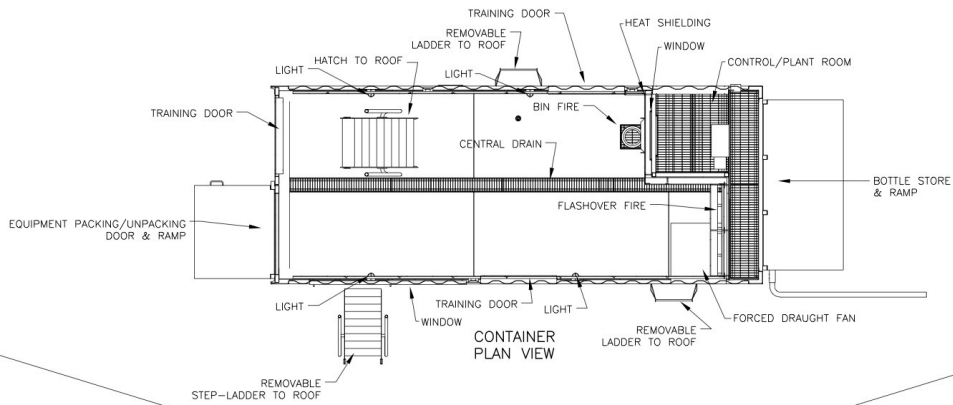 TRAINING DOOR
REMOVABLE
LADDER TO ROOF
HEAT SHIELDING
WINDOW
HATCH TO ROOF
CONTROL/PLANT ROOM
LIGHT
LIGHT
TRAINING DOOR
BIN FIRE
CENTRAL DRAIN
BOTTLE STORE
& RAMP
FLASHOVER FIRE
EQUIPMENT PACKING/UNPACKING
DOOR & RAMP
LIGHT
WINDOW
TRAINING DOOR
LIGHT
FORCED DRAUGHT FAN
REMOVABLE
LADDER TO ROOF
CONTAINER
PLAN VIEW
REMOVABLE
STEP-LADDER TO ROOF